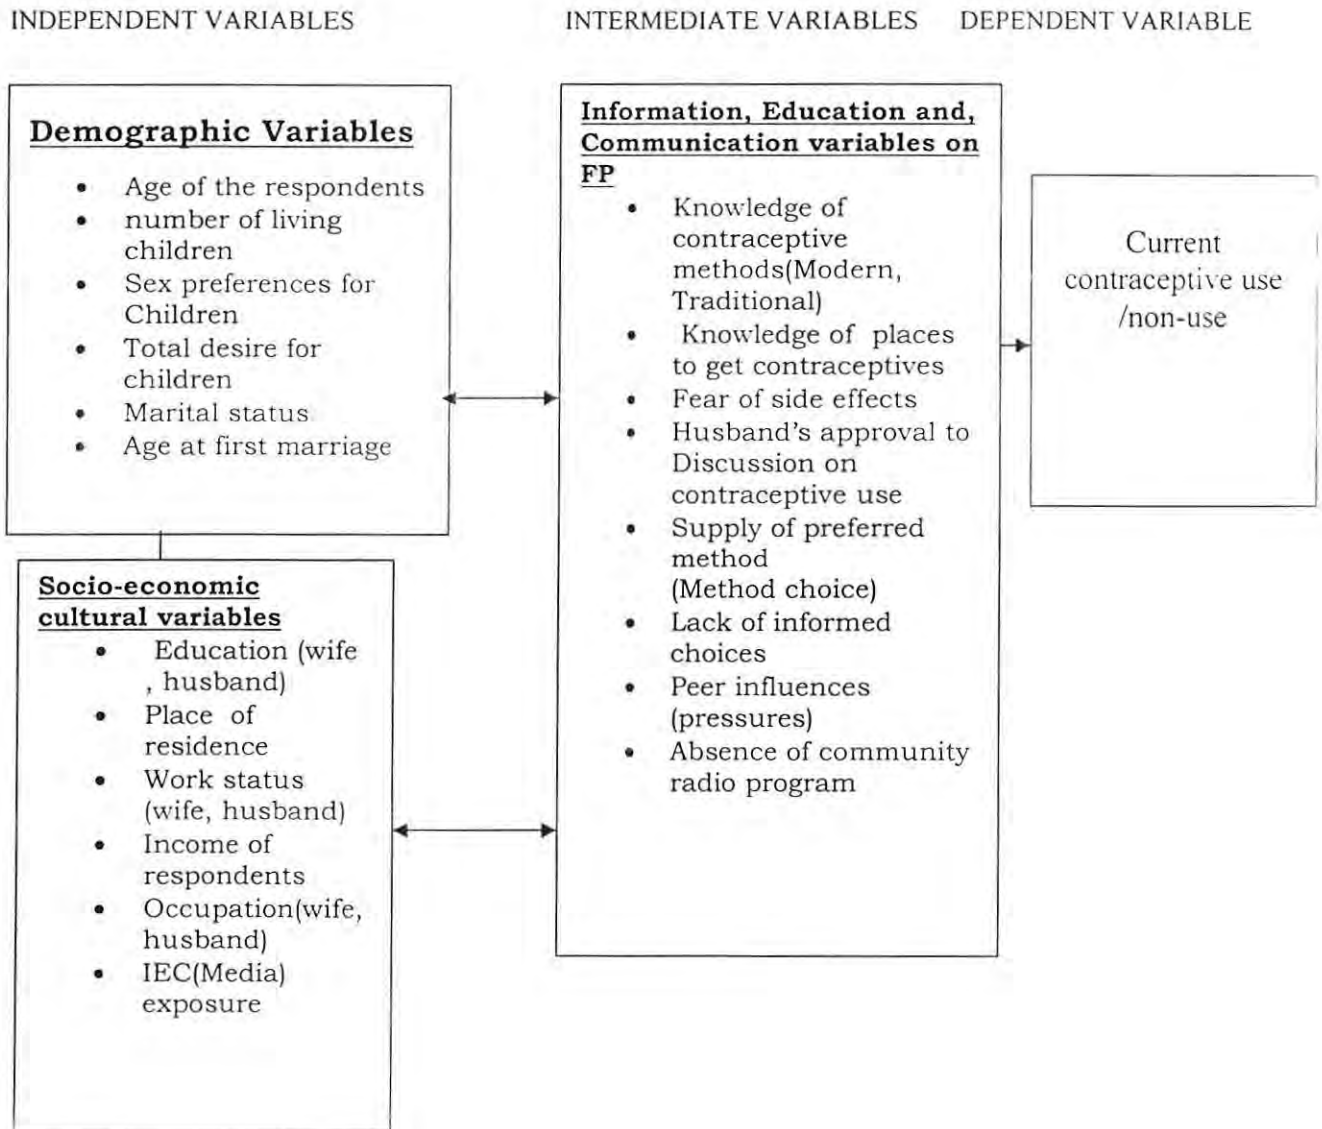 INDEPENDENT VARIABLES
INTERMEDIATE VARIABLES
DEPENDENT VARIABLE
Demographic Variables
• Age of the respondents
• number of living
children
• Sex preferences for
Children
• Total desire for
children
• Marital status
• Age at first marriage
Socio-economic
cultural variables
• Education (wife
, husband)
• Place of
residence
• Work status
(wife, husband)
• Income of
respondents
• Occupation(wife,
husband)
• IEC(Media)
exposure
Information, Education and,
Communication variables on
FP
• Knowledge of
contraceptive
methods(Modern,
Traditional)
• Knowledge of places
to get contraceptives
• Fear of side effects
• Husband's approval to
Discussion on
contraceptive use
• Supply of preferred
method
(Method choice)
• Lack of informed
choices
• Peer influences
(pressures)
• Absence of community
radio program
Current
contraceptive use
/non-use